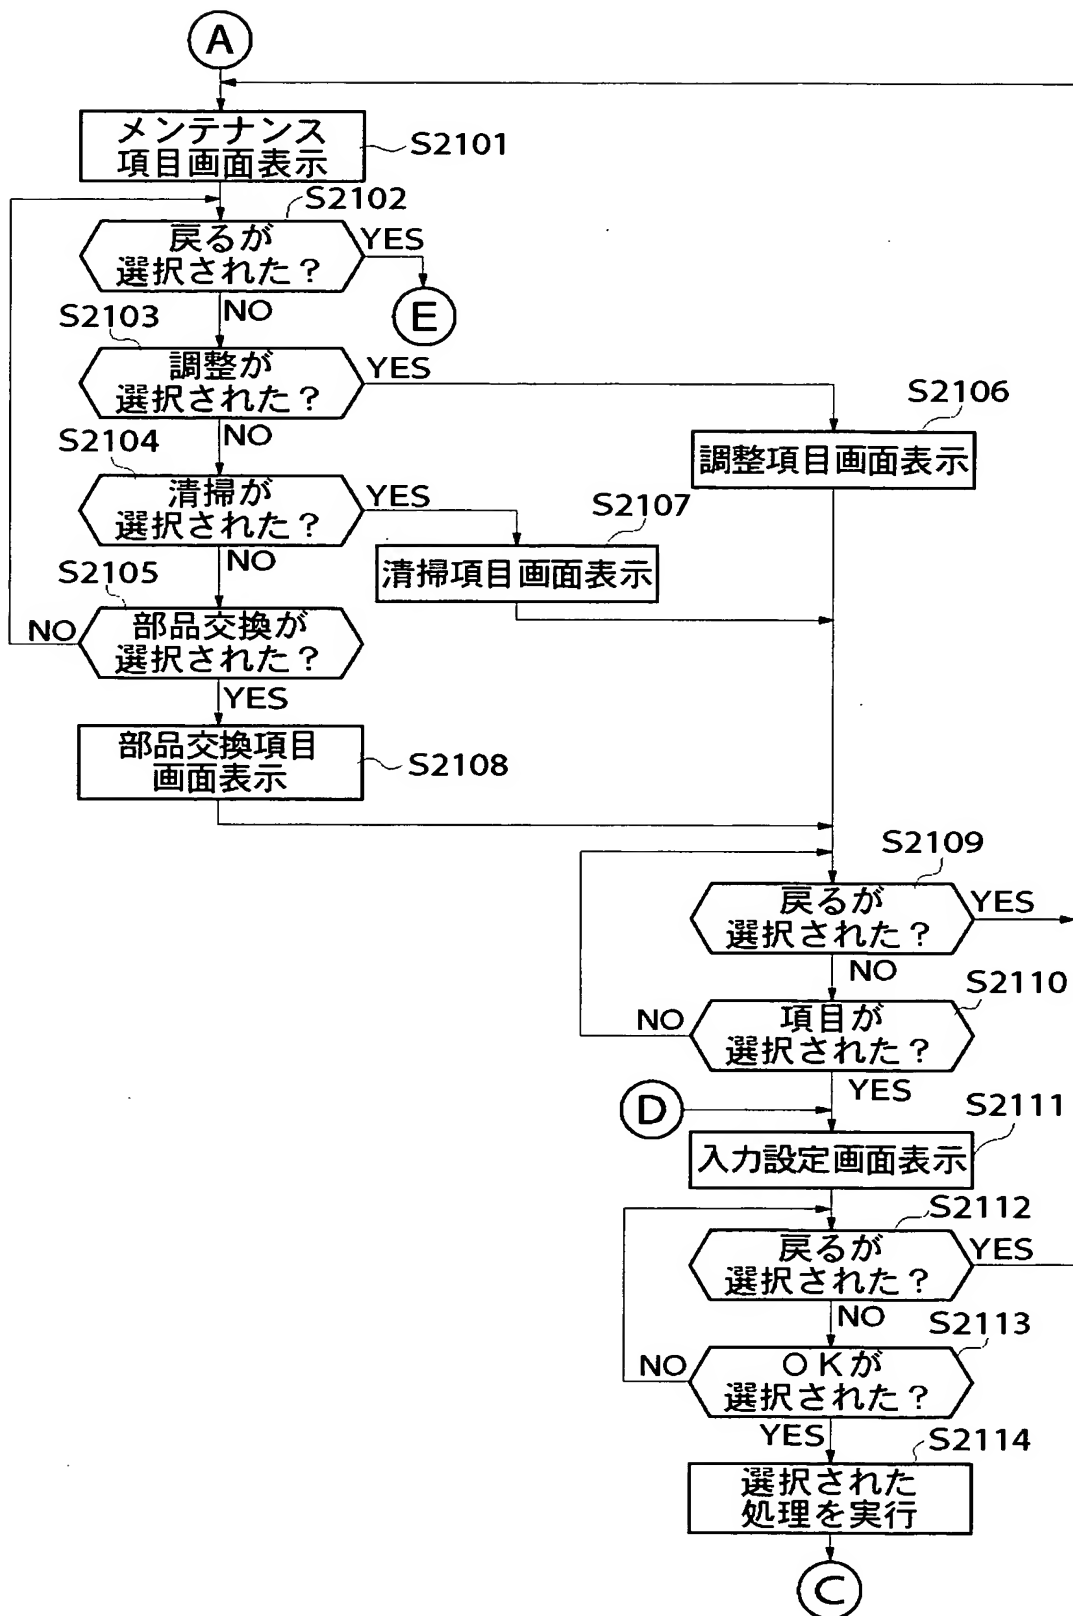 A
メンテナンス
項目画面表示
S2101
S2102
戻るが
選択された？
YES
E
NO
S2103
調整が
選択された？
YES
NO
S2106
調整項目画面表示
S2104
清掃が
選択された？
YES
NO
S2107
清掃項目画面表示
S2105
部品交換が
選択された？
NO
YES
部品交換項目
画面表示
S2108
S2109
戻るが
選択された？
YES
NO
S2110
項目が
選択された？
NO
YES
D
S2111
入力設定画面表示
S2112
戻るが
選択された？
YES
NO
S2113
ＯＫが
選択された？
NO
YES
S2114
選択された
処理を実行
C